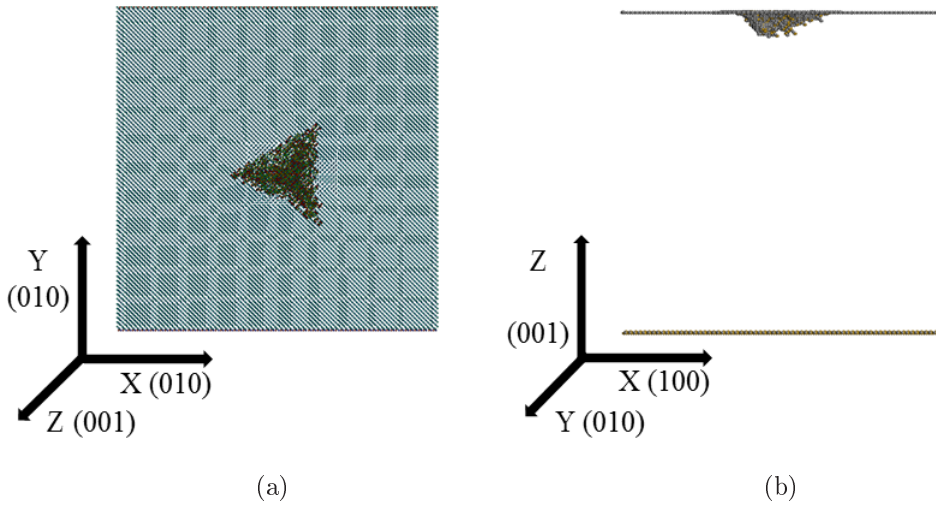 Y
(010)
X (010)
Z (001)
(a)
Z
(001)
X (100)
Y (010)
(b)